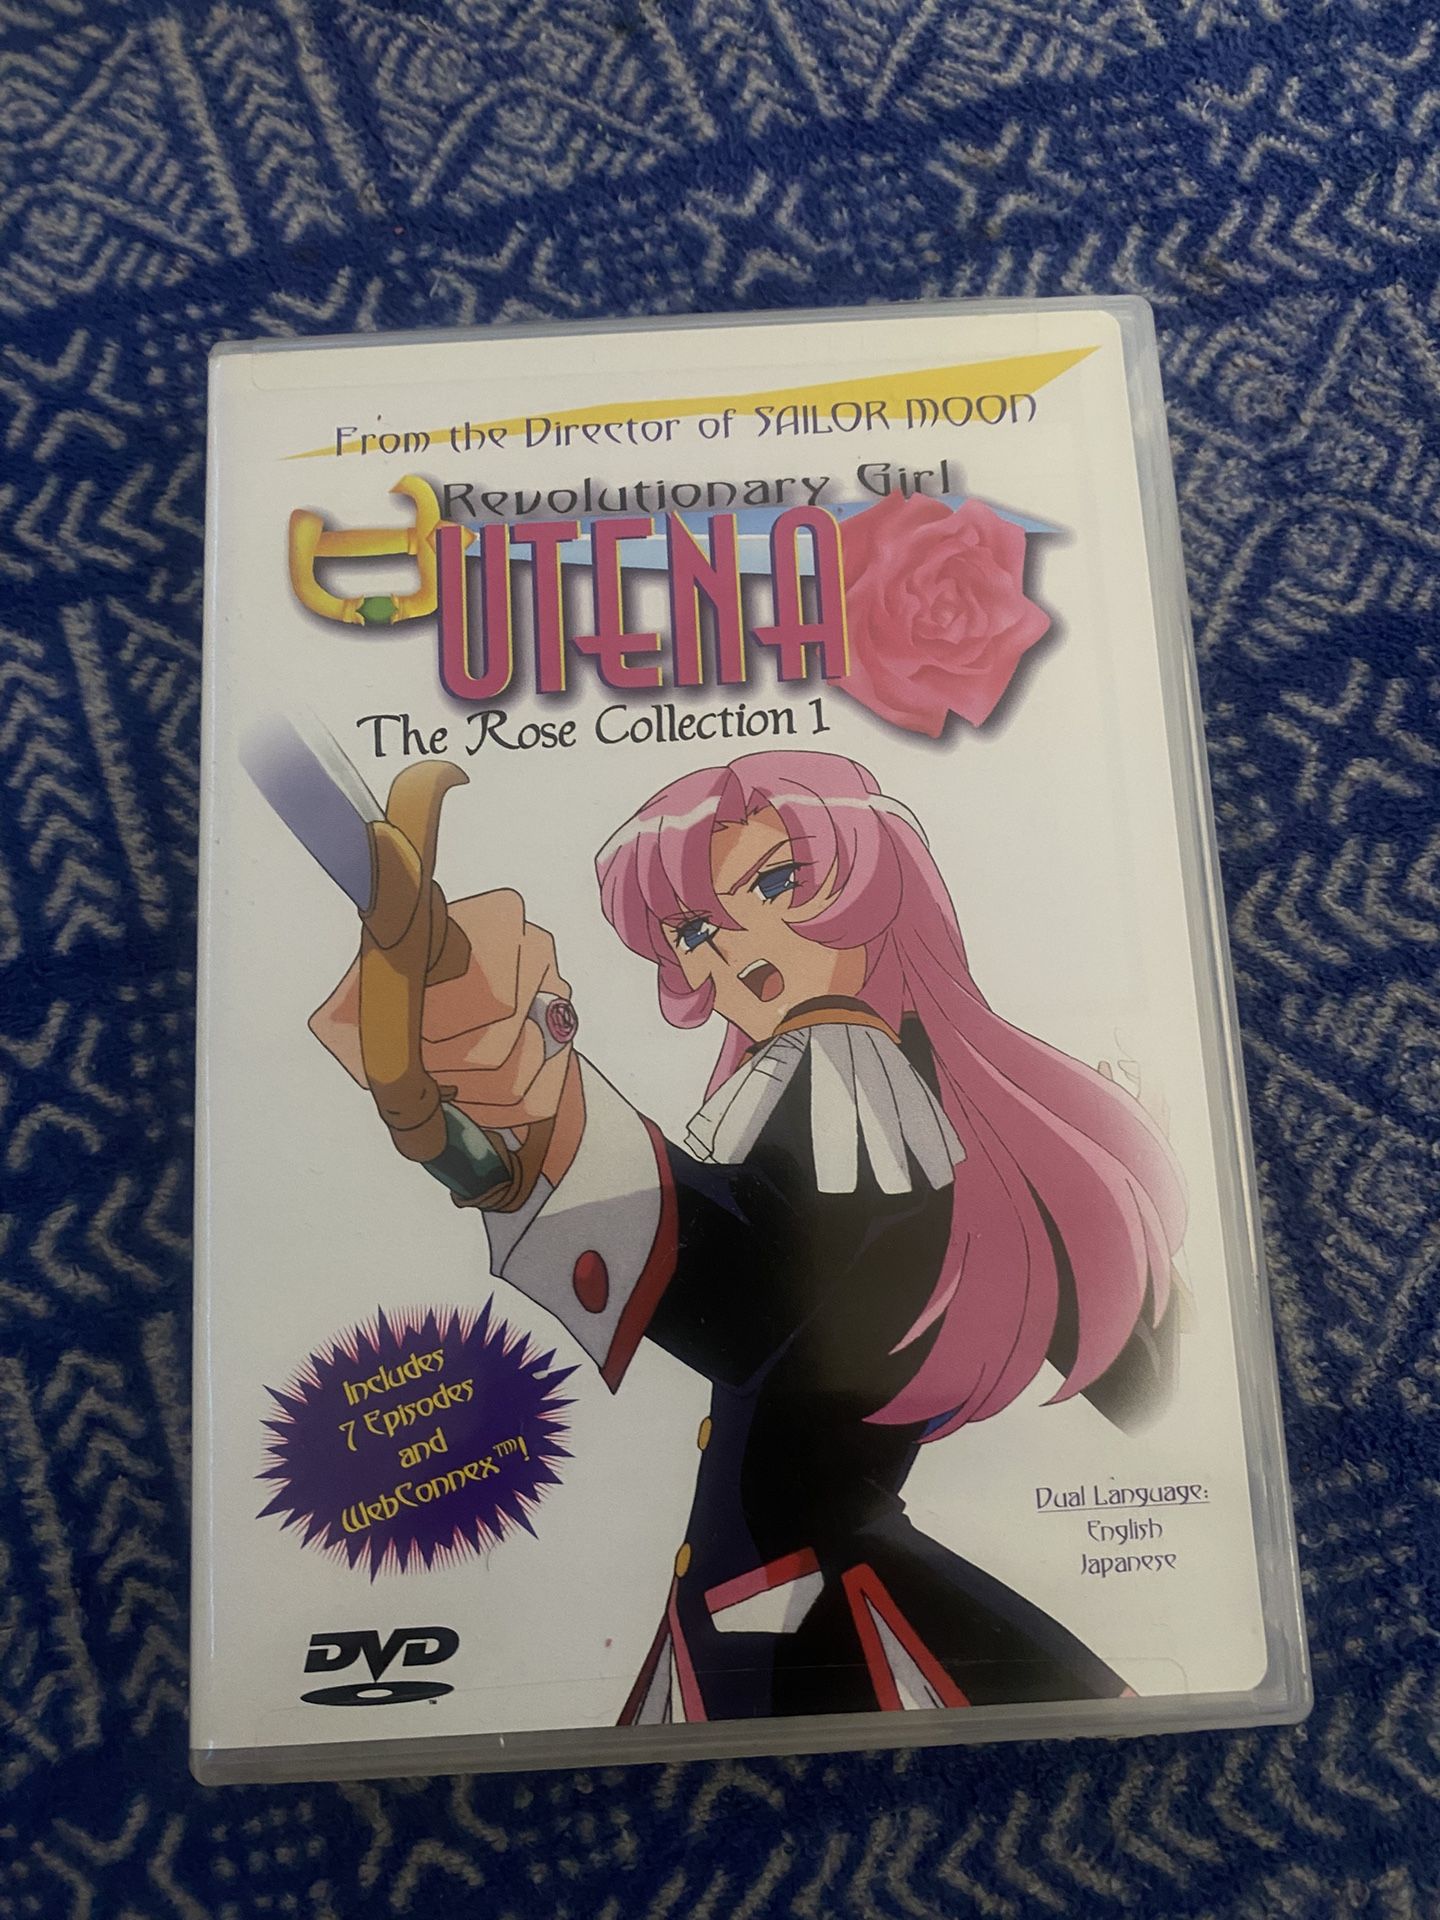 From the Director of SAILOR MOON
Revolutionary Girl
UTENA
The Rose Collection 1
Includes
7 Episodes
and
WebConnex™!
Dual Language:
English
Japanese
DVD